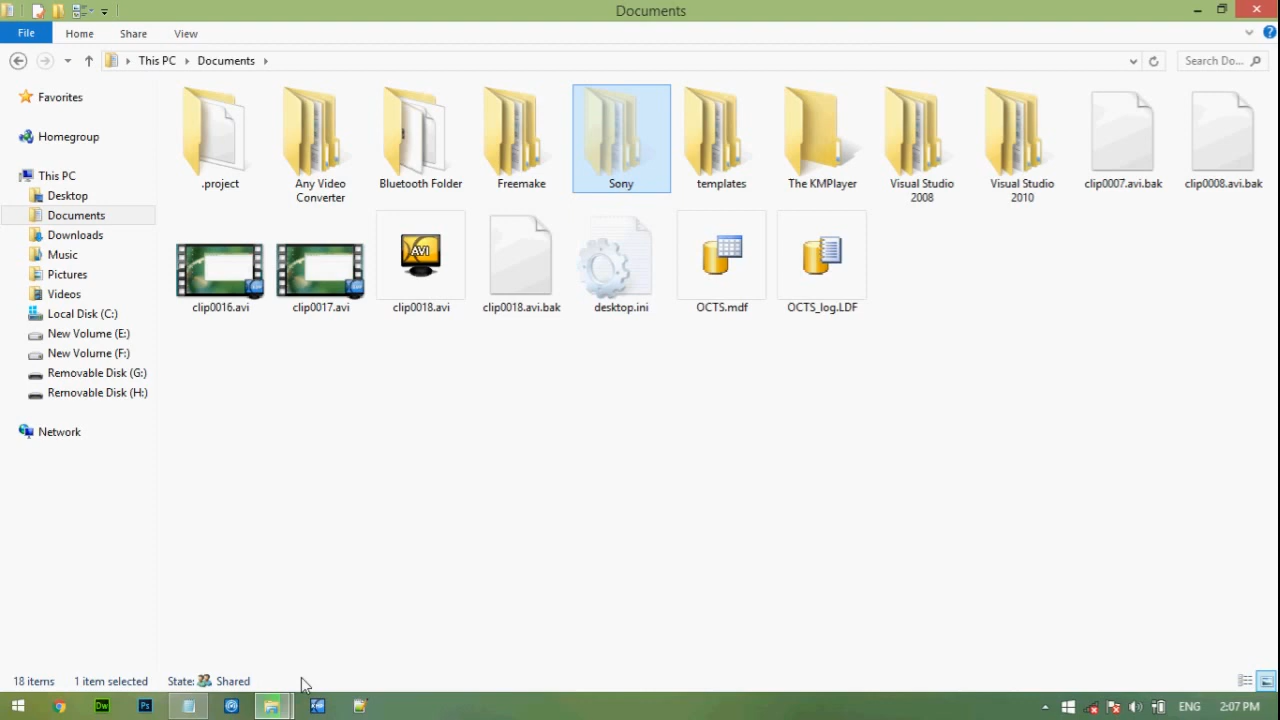 Documents
File Home Share View
This PC Documents Search Do...
Favorites
Homegroup
This PC
Desktop
Documents
Downloads
Music
Pictures
Videos
Local Disk (C:)
New Volume (E:)
New Volume (F:)
Removable Disk (G:)
Removable Disk (H:)
Network
.project
Any Video
Converter
Bluetooth Folder
Freemake
Sony
templates
The KMPlayer
Visual Studio
2008
Visual Studio
2010
clip0007.avi.bak
clip0008.avi.bak
clip0016.avi
clip0017.avi
AVI
clip0018.avi
clip0018.avi.bak
desktop.ini
OCTS.mdf
OCTS_log.LDF
18 items 1 item selected State: Shared
Dw Ps ENG 2:07 PM